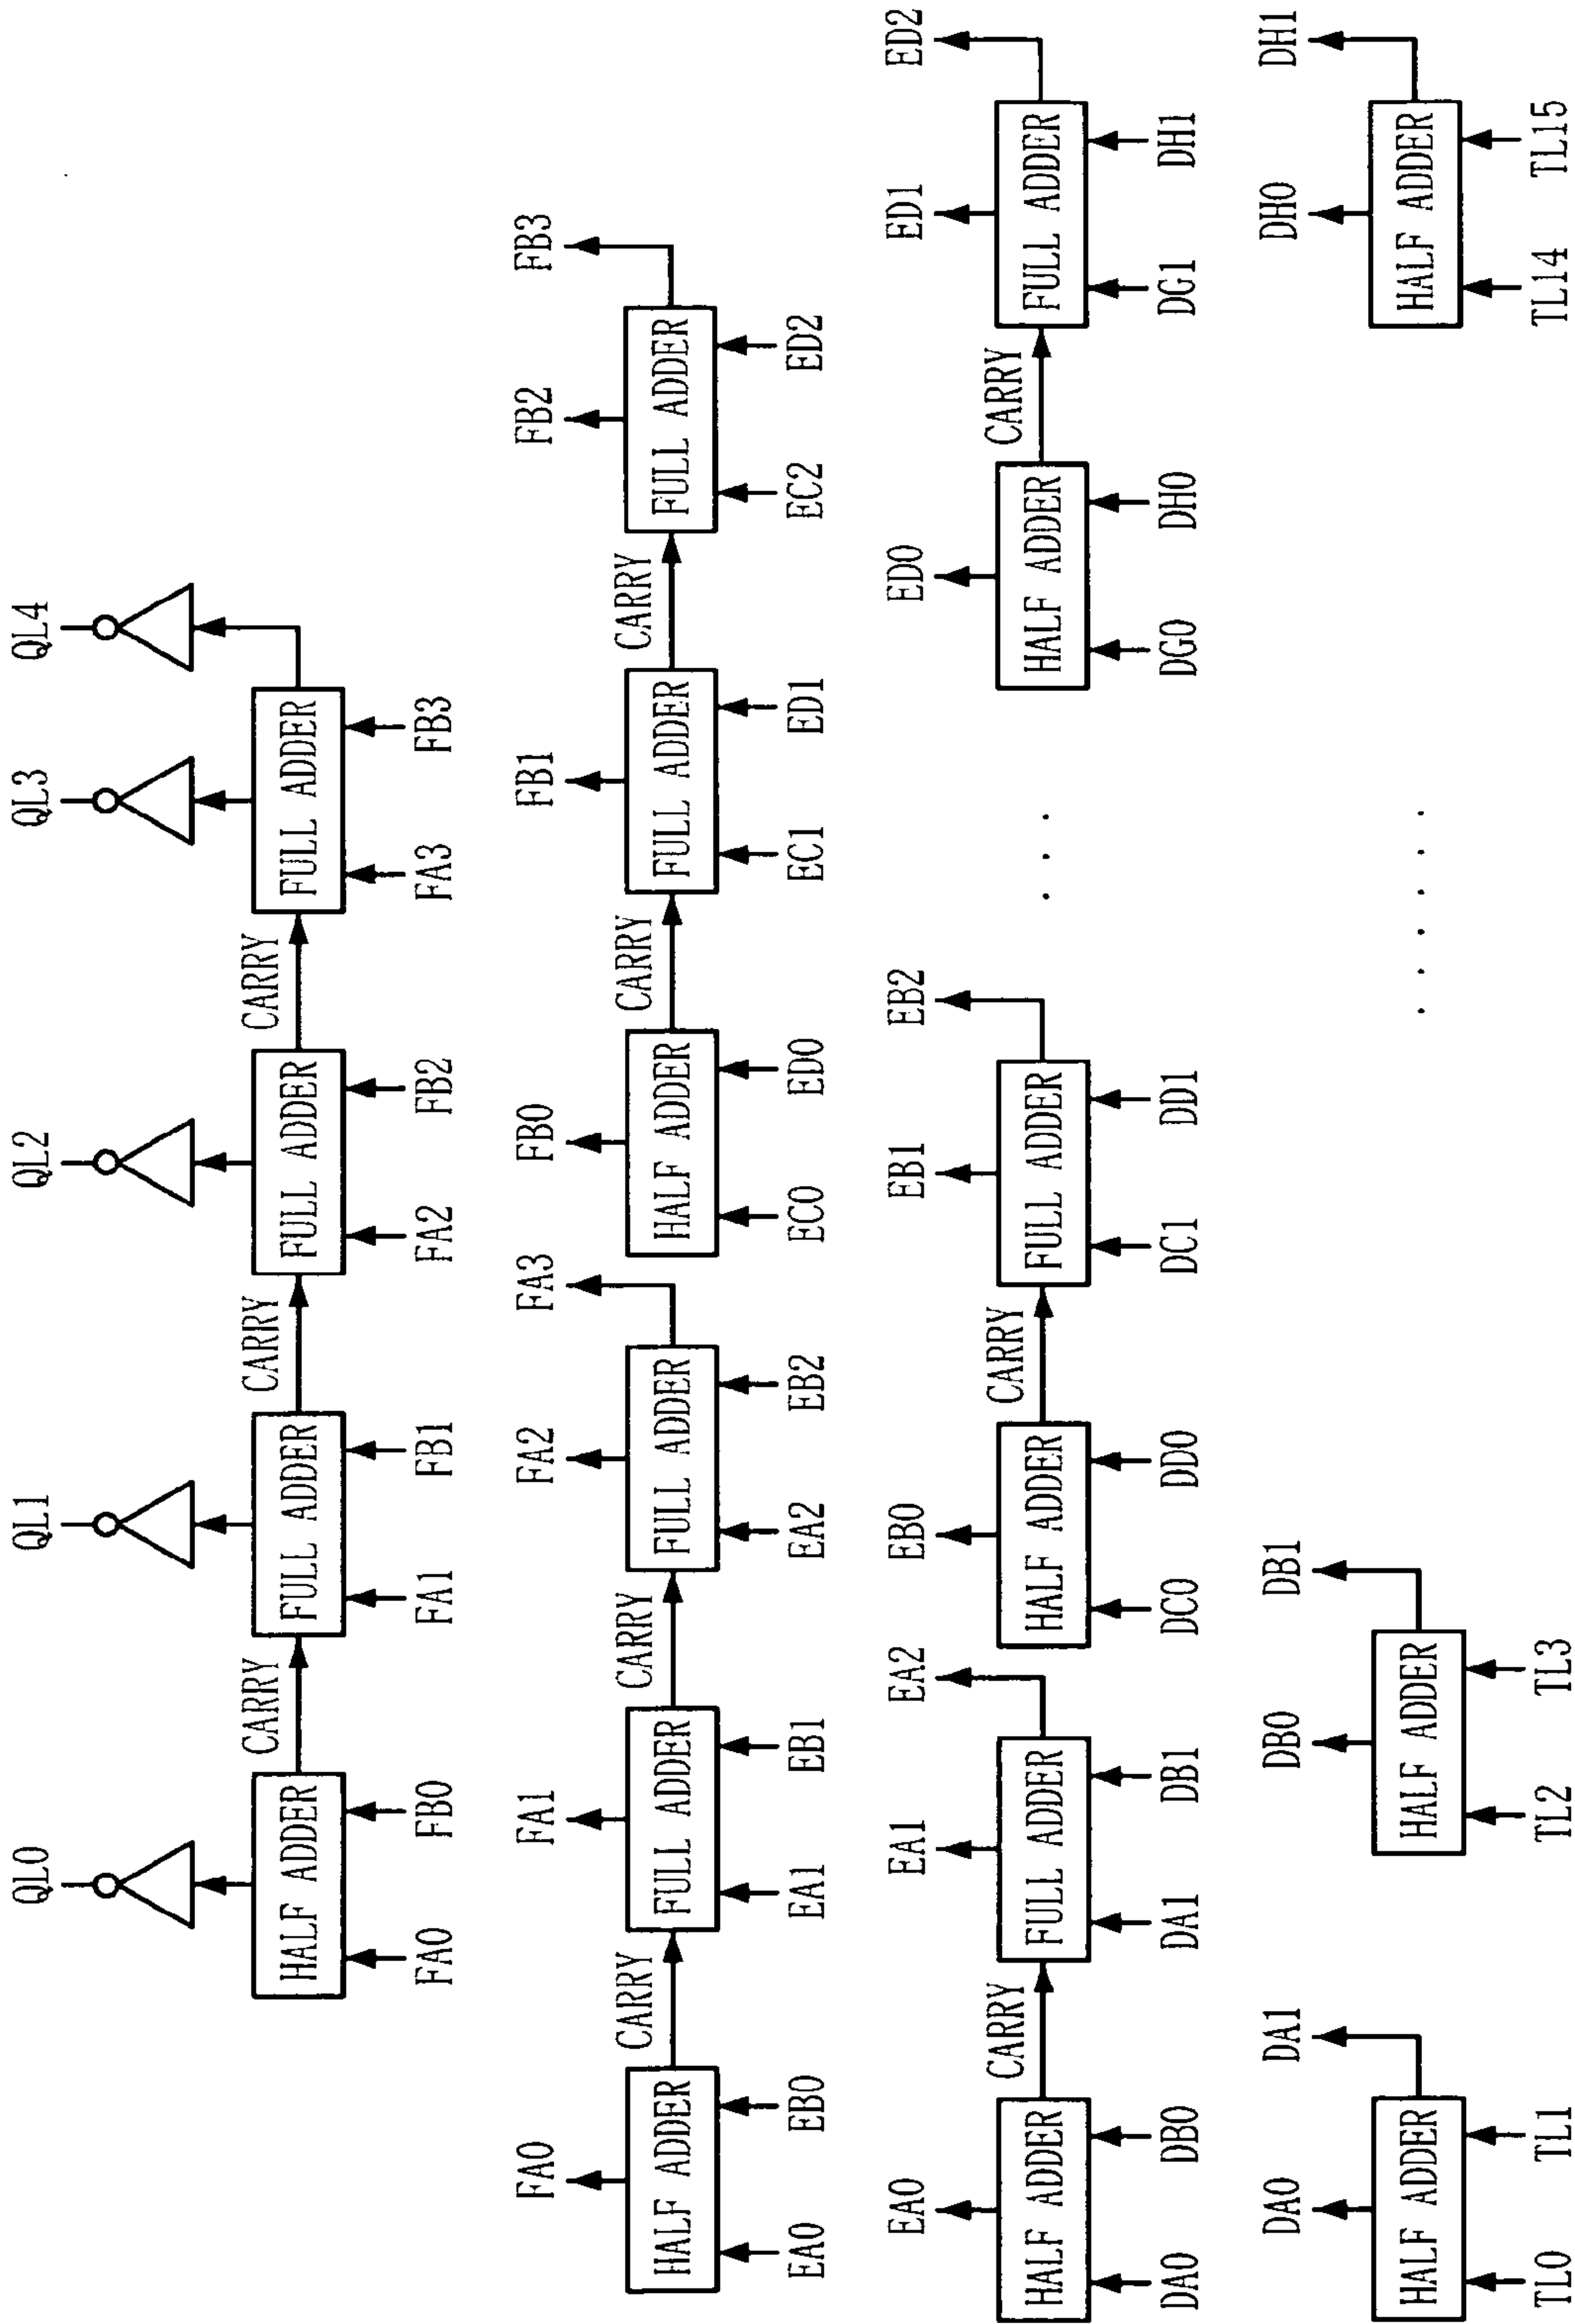 QL0 QL1 QL2 QL3 QL4
HALF ADDER CARRY FULL ADDER CARRY FULL ADDER CARRY FULL ADDER
FA0 FB0 FA1 FB1 FA2 FB2 FA3 FB3
FA0 FA1 FA2 FA3 FB0 FB1 FB2 FB3
HALF ADDER CARRY FULL ADDER CARRY FULL ADDER HALF ADDER CARRY FULL ADDER CARRY FULL ADDER
EA0 EB0 EA1 EB1 EA2 EB2 EC0 ED0 EC1 ED1 EC2 ED2
EA0 EA1 EA2 EB0 EB1 EB2 ED0 ED1 ED2
HALF ADDER CARRY FULL ADDER HALF ADDER CARRY FULL ADDER . . . HALF ADDER CARRY FULL ADDER
DA0 DB0 DA1 DB1 DC0 DD0 DC1 DD1 DG0 DH0 DG1 DH1
DA0 DA1 DB0 DB1 DH0 DH1
HALF ADDER HALF ADDER . . . . . . HALF ADDER
TL0 TL1 TL2 TL3 TL14 TL15